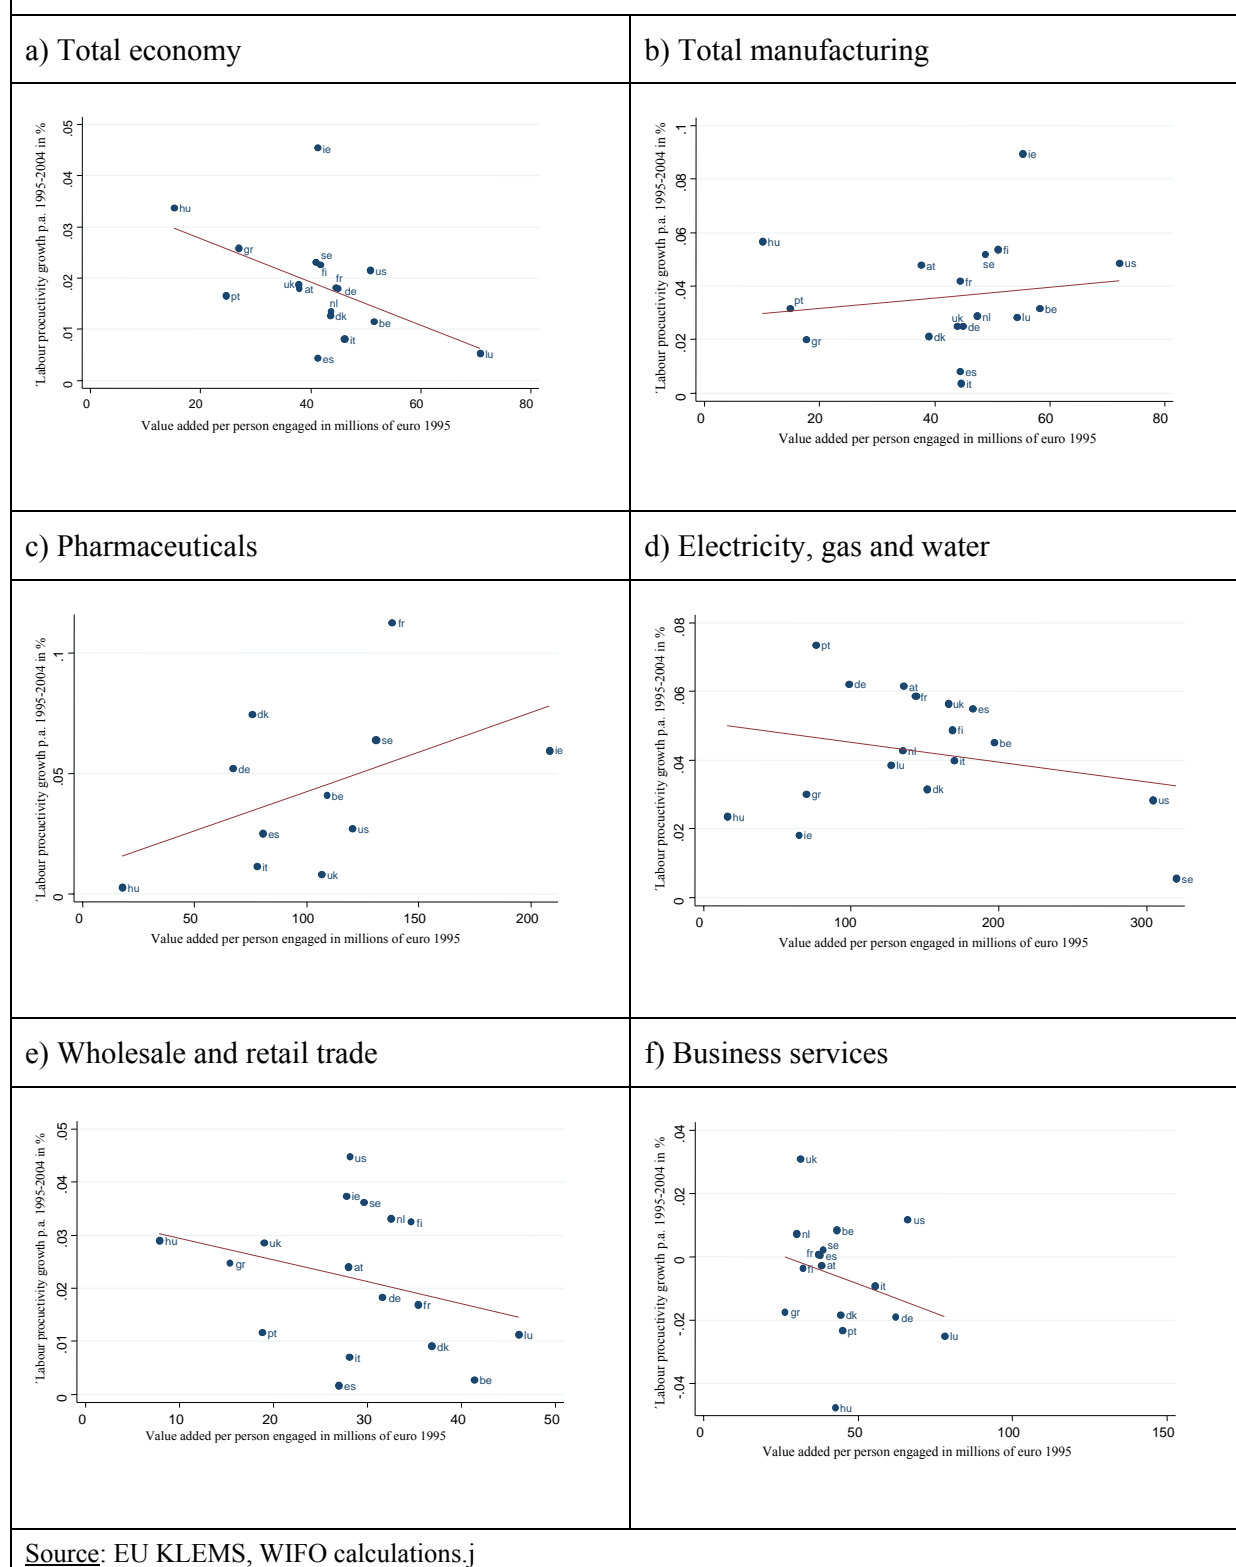 a) Total economy
b) Total manufacturing
´Labour procuctivity growth p.a. 1995-2004 in %
.05
.04
.03
.02
.01
0
ie
hu
gr
se
fi
us
uk
at
fr
de
pt
nl
dk
be
it
es
lu
0 20 40 60 80
Value added per person engaged in millions of euro 1995
´Labour procuctivity growth p.a. 1995-2004 in %
.1
.08
.06
.04
.02
0
ie
hu
fi
se
at
us
fr
pt
be
nl
lu
uk
de
dk
gr
es
it
0 20 40 60 80
Value added per person engaged in millions of euro 1995
c) Pharmaceuticals
d) Electricity, gas and water
´Labour procuctivity growth p.a. 1995-2004 in %
.1
.05
0
fr
dk
se
ie
de
be
us
es
it
uk
hu
0 50 100 150 200
Value added per person engaged in millions of euro 1995
´Labour procuctivity growth p.a. 1995-2004 in %
.08
.06
.04
.02
0
pt
de
at
fr
uk
es
fi
be
nl
it
lu
dk
gr
us
hu
ie
se
0 100 200 300
Value added per person engaged in millions of euro 1995
e) Wholesale and retail trade
f) Business services
´Labour procuctivity growth p.a. 1995-2004 in %
.05
.04
.03
.02
.01
0
us
ie
se
nl
fi
hu
uk
gr
at
de
fr
pt
lu
dk
it
be
es
0 10 20 30 40 50
Value added per person engaged in millions of euro 1995
´Labour procuctivity growth p.a. 1995-2004 in %
.04
.02
0
-.02
-.04
uk
us
be
nl
se
fr
es
at
fi
it
gr
dk
de
pt
lu
hu
0 50 100 150
Value added per person engaged in millions of euro 1995
Source: EU KLEMS, WIFO calculations.j